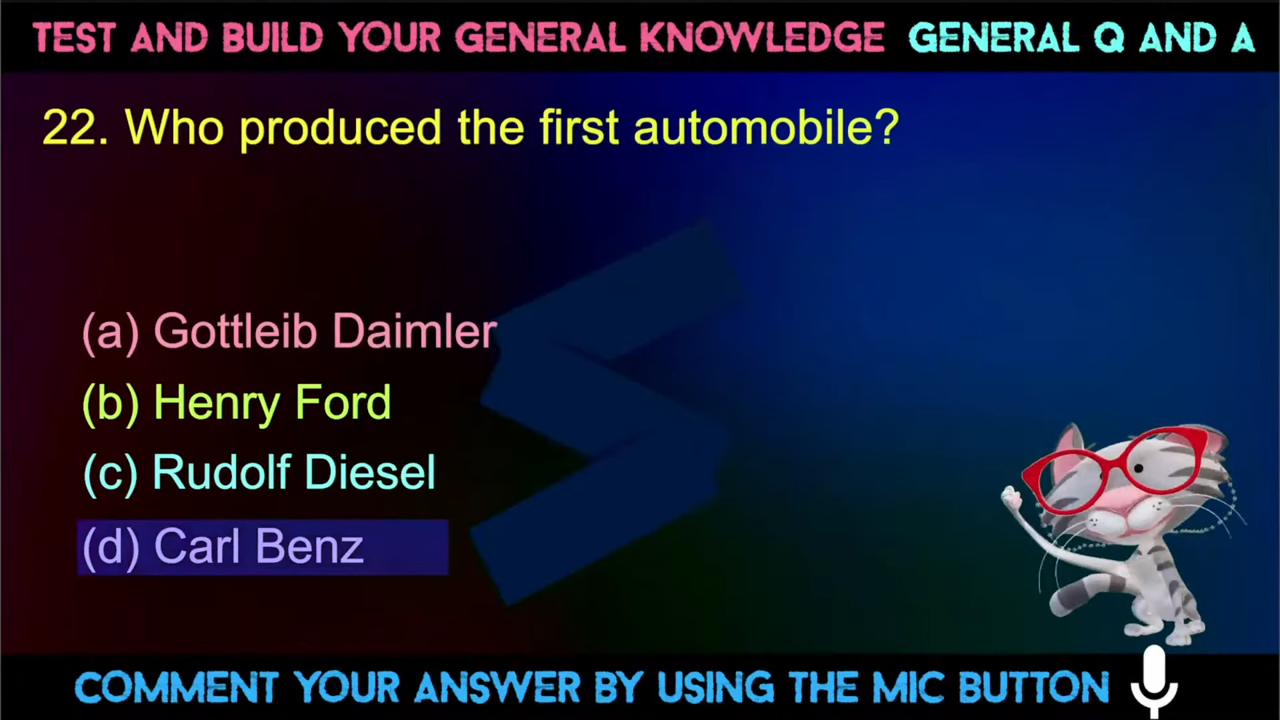 TEST AND BUILD YOUR GENERAL KNOWLEDGE GENERAL Q AND A
22. Who produced the first automobile?
(a) Gottleib Daimler
(b) Henry Ford
(c) Rudolf Diesel
(d) Carl Benz
COMMENT YOUR ANSWER BY USING THE MIC BUTTON